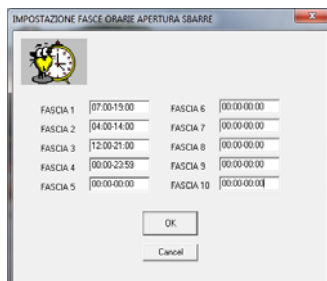 IMPOSTAZIONE FASCE ORARIE APERTURA SBARRE
FASCIA 1 07:00-19:00
FASCIA 2 04:00-14:00
FASCIA 3 12:00-21:00
FASCIA 4 00:00-23:59
FASCIA 5 00:00-00:00
FASCIA 6 00:00-00:00
FASCIA 7 00:00-00:00
FASCIA 8 00:00-00:00
FASCIA 9 00:00-00:00
FASCIA 10 00:00-00:00
OK
Cancel